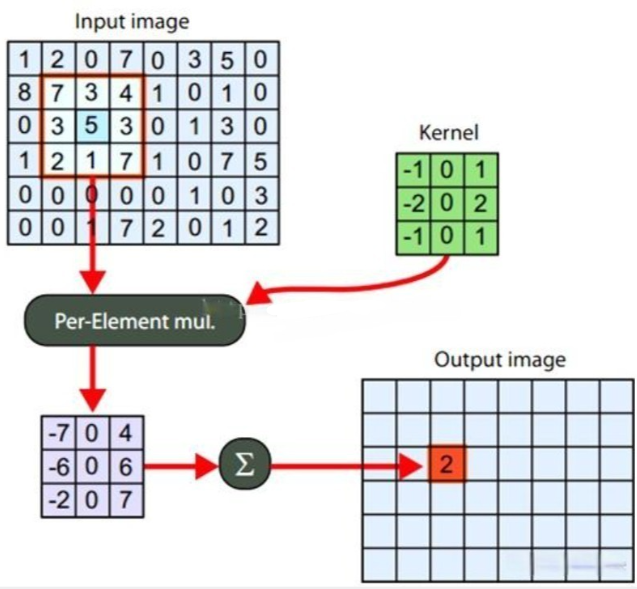 Input image
1 2 0 7 0 3 5 0
8 7 3 4 1 0 1 0
0 3 5 3 0 1 3 0
1 2 1 7 1 0 7 5
0 0 0 0 0 1 0 3
0 0 1 7 2 0 1 2
Kernel
-1 0 1
-2 0 2
-1 0 1
Per-Element mul.
Output image
-7 0 4
-6 0 6
-2 0 7
Σ
2